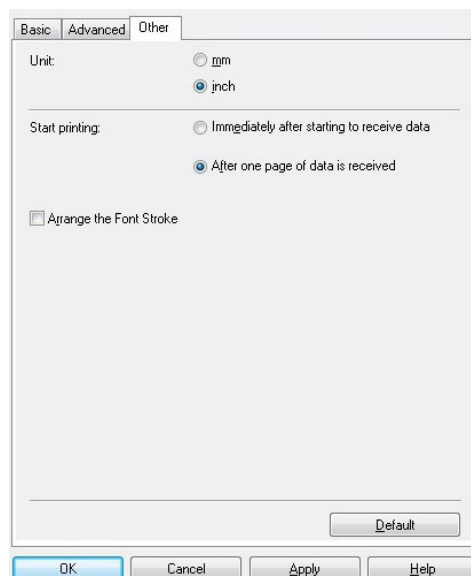 Basic Advanced Other
Unit: mm
inch
Start printing: Immediately after starting to receive data
After one page of data is received
Arrange the Font Stroke
Default
OK Cancel Apply Help